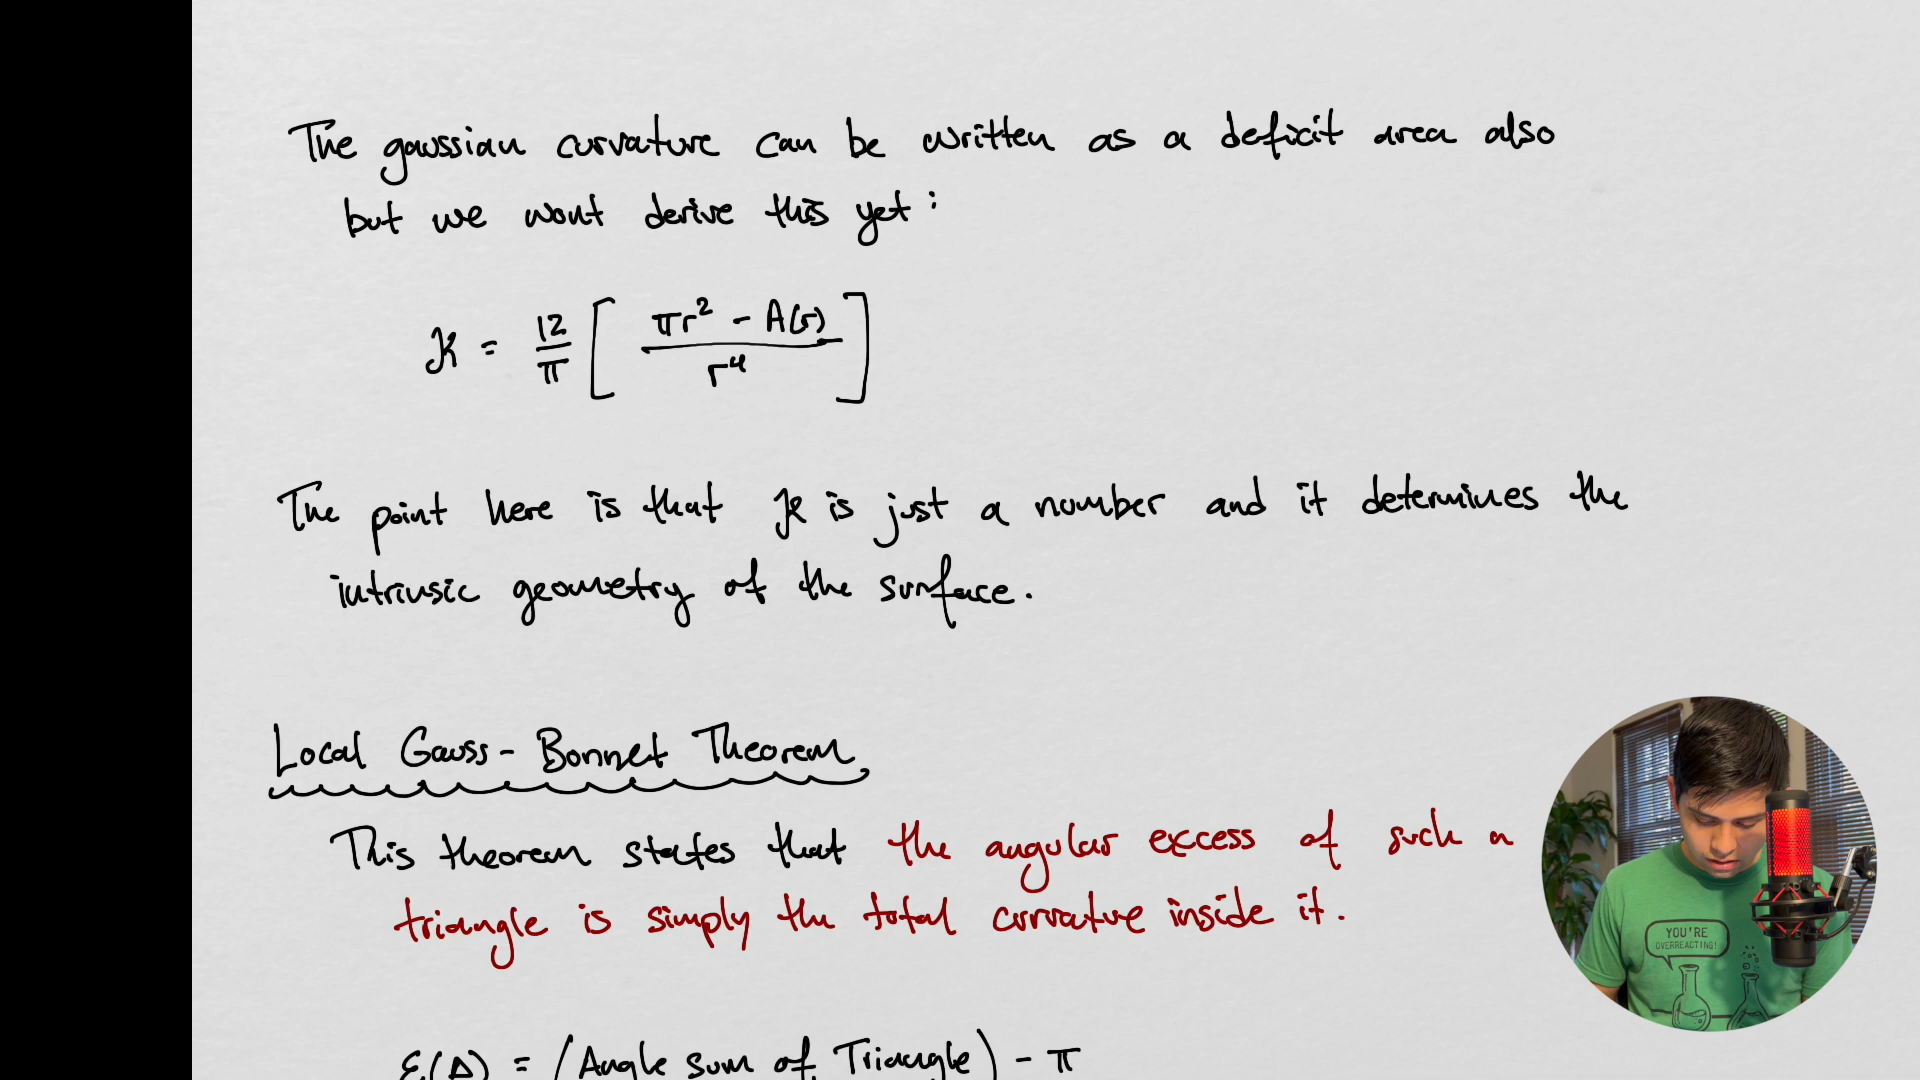 The gaussian curvature can be written as a deficit area also
but we wont derive this yet:
𝒦 = 12/π [ (πr² - A(r)) / r⁴ ]
The point here is that 𝒦 is just a number and it determines the
intrinsic geometry of the surface.
Local Gauss-Bonnet Theorem
This theorem states that the angular excess of such a
triangle is simply the total curvature inside it.
ε(Δ) = (Angle sum of Triangle) - π
YOU'RE
OVERREACTING!